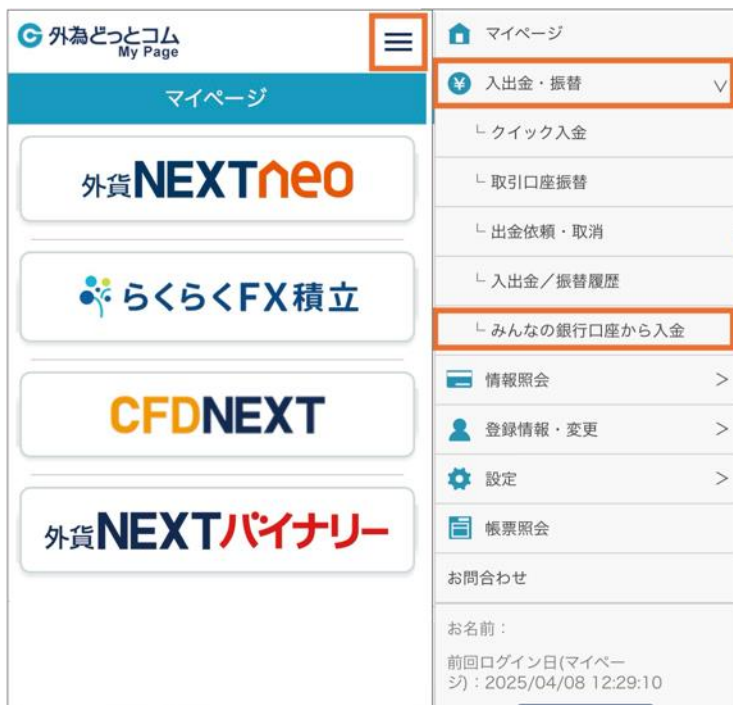 外為どっとコム
My Page
マイページ
外貨NEXTneo
らくらくFX積立
CFDNEXT
外貨NEXTバイナリー
マイページ
入出金・振替
└ クイック入金
└ 取引口座振替
└ 出金依頼・取消
└ 入出金／振替履歴
└ みんなの銀行口座から入金
情報照会
登録情報・変更
設定
帳票照会
お問合わせ
お名前：
前回ログイン日(マイペー
ジ)：2025/04/08 12:29:10